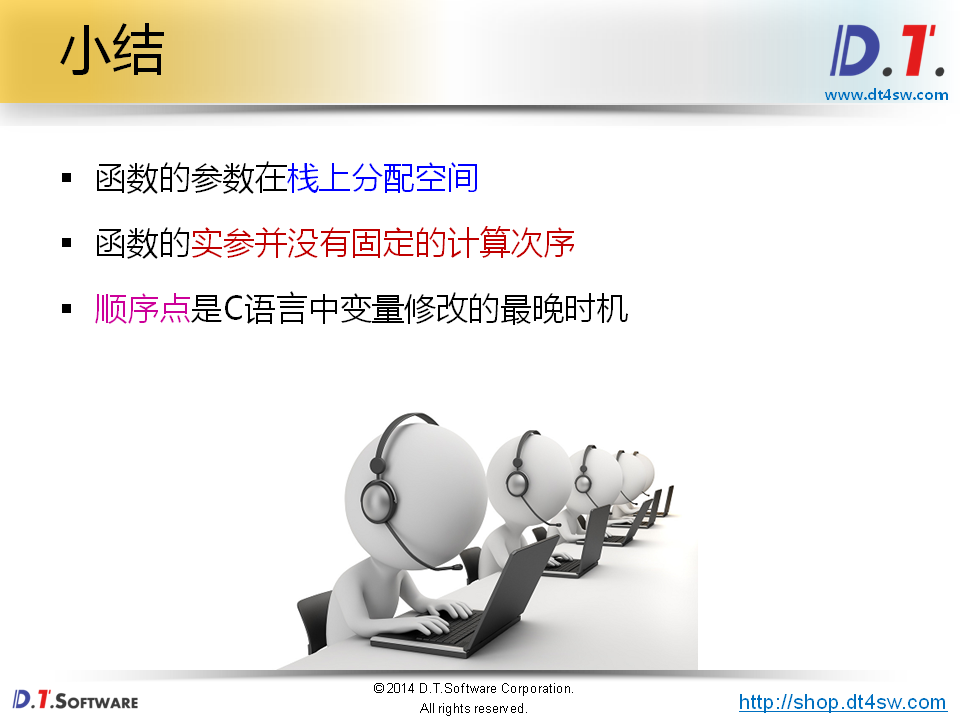 小结
D.T.
www.dt4sw.com
▪ 函数的参数在栈上分配空间
▪ 函数的实参并没有固定的计算次序
▪ 顺序点是C语言中变量修改的最晚时机
D.T.SOFTWARE
©2014 D.T.Software Corporation.
All rights reserved.
http://shop.dt4sw.com